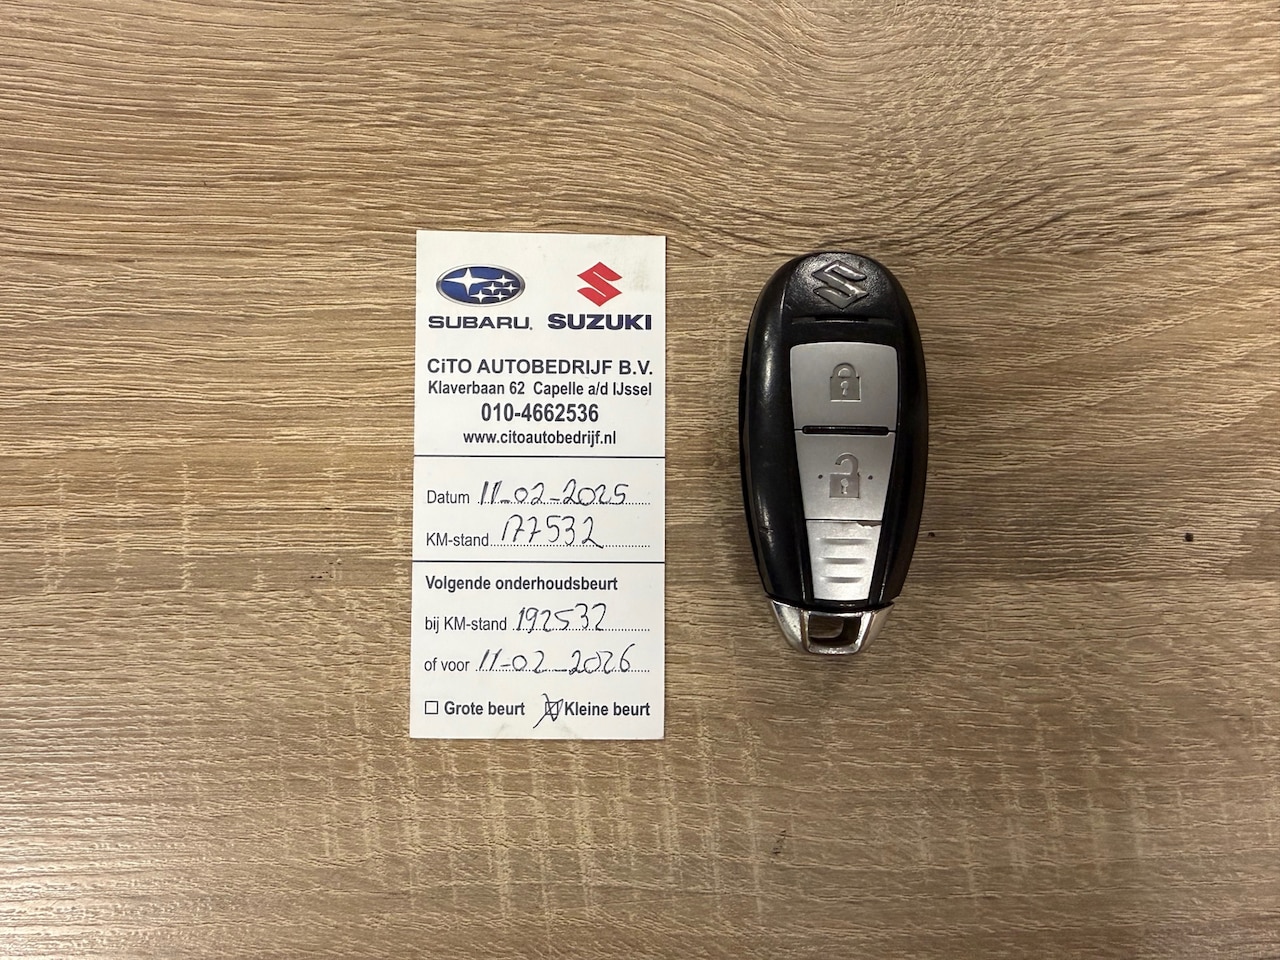 SUBARU. SUZUKI
CiTO AUTOBEDRIJF B.V.
Klaverbaan 62 Capelle a/d IJssel
010-4662536
www.citoautobedrijf.nl
Datum 11-02-2025
KM-stand 177532
Volgende onderhoudsbeurt
bij KM-stand 192532
of voor 11-02-2026
Grote beurt Kleine beurt